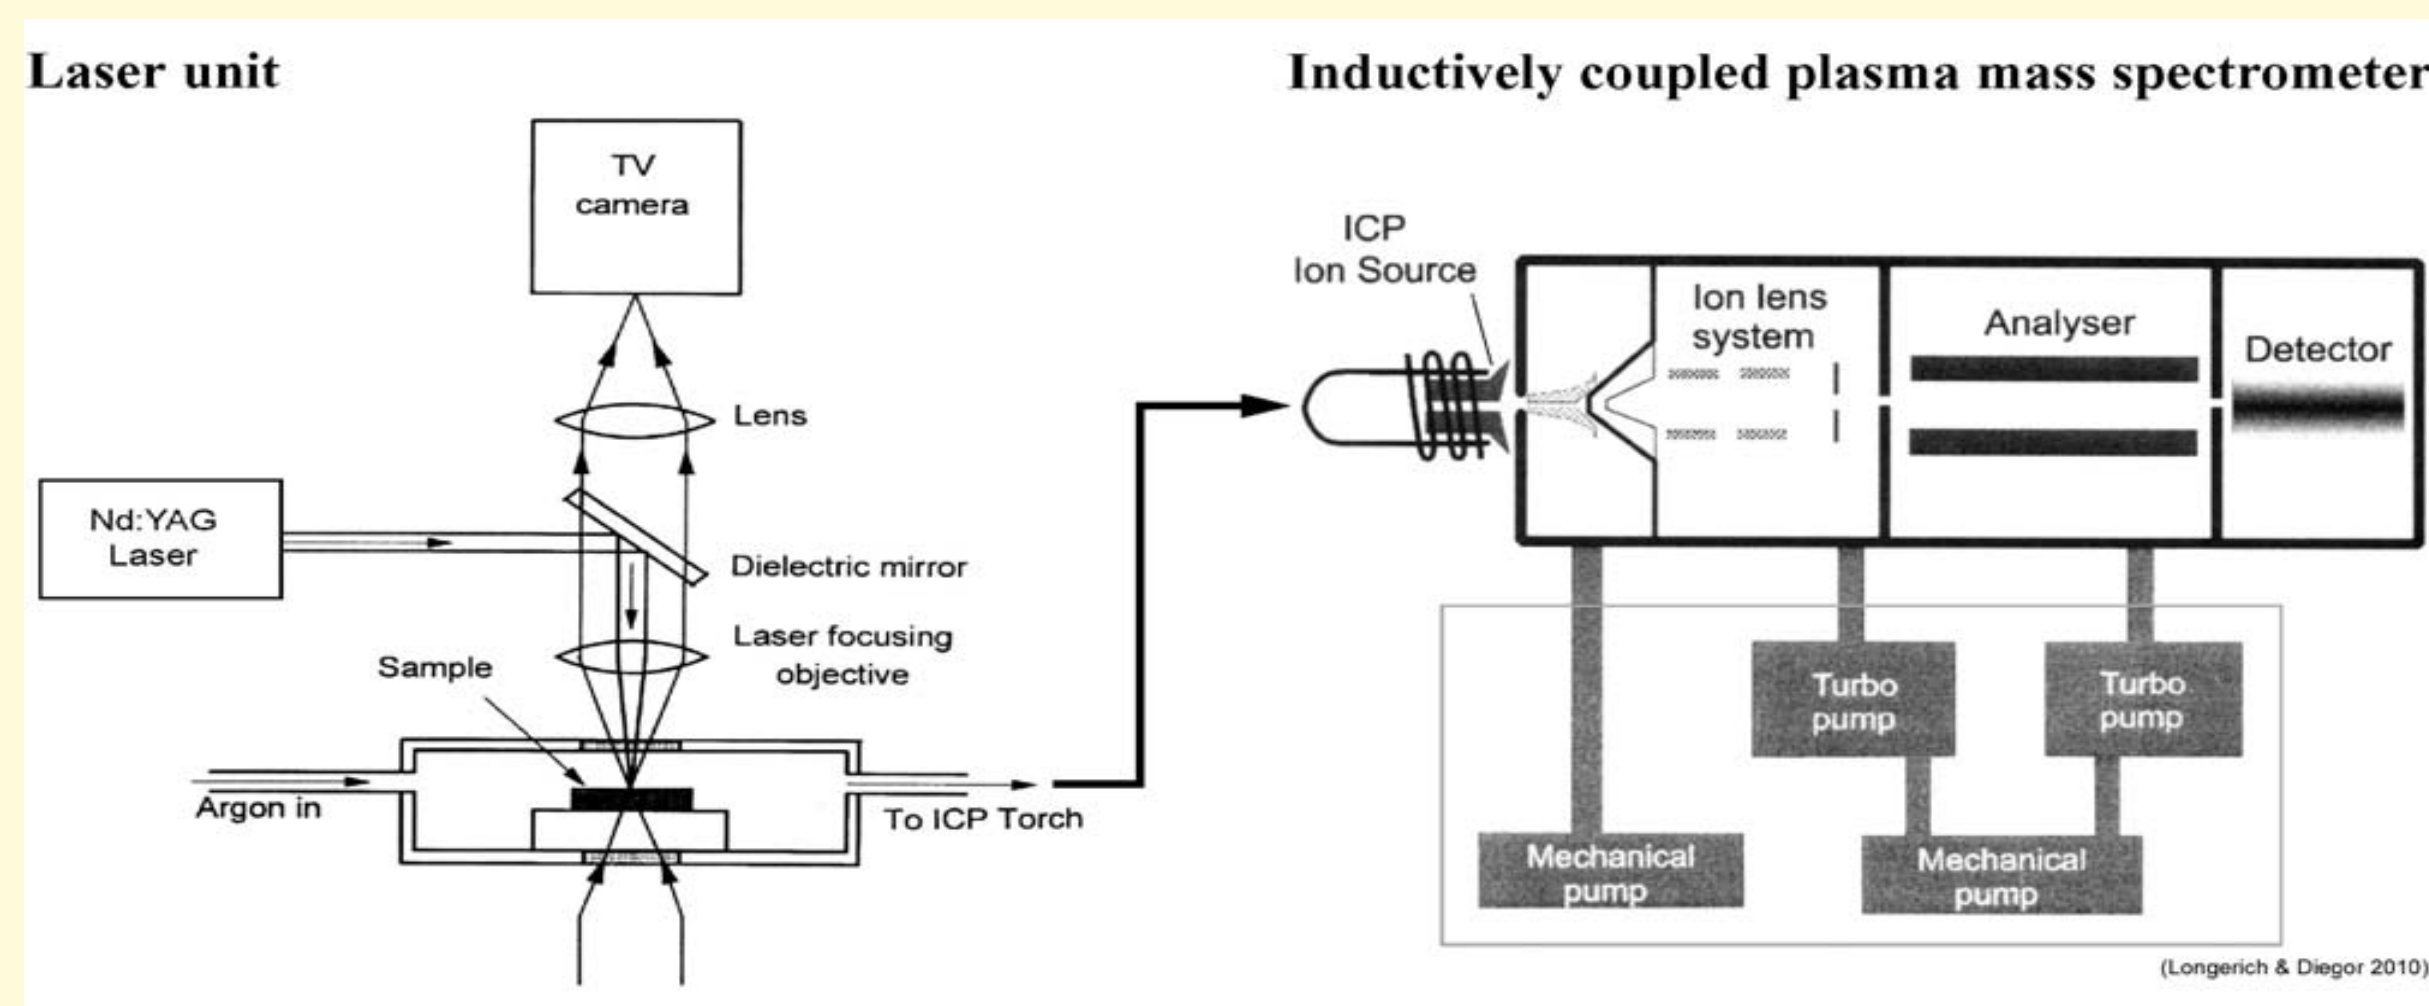 Laser unit
Inductively coupled plasma mass spectrometer
TV
camera
Lens
Nd:YAG
Laser
Dielectric mirror
Laser focusing
objective
Sample
Argon in
To ICP Torch
ICP
Ion Source
Ion lens
system
Analyser
Detector
Turbo
pump
Turbo
pump
Mechanical
pump
Mechanical
pump
(Longerich & Diegor 2010)